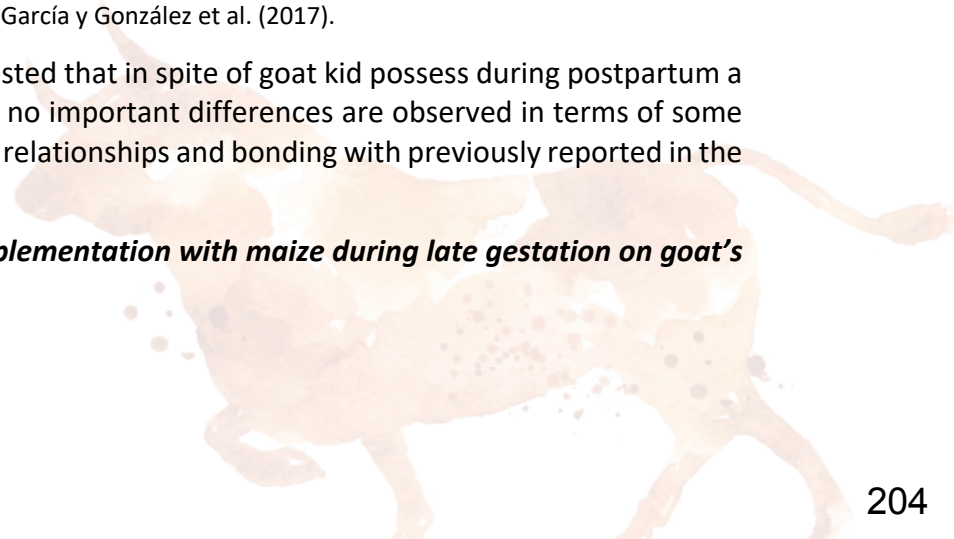 García y González et al. (2017).
sted that in spite of goat kid possess during postpartum a
no important differences are observed in terms of some
relationships and bonding with previously reported in the
plementation with maize during late gestation on goat’s
204